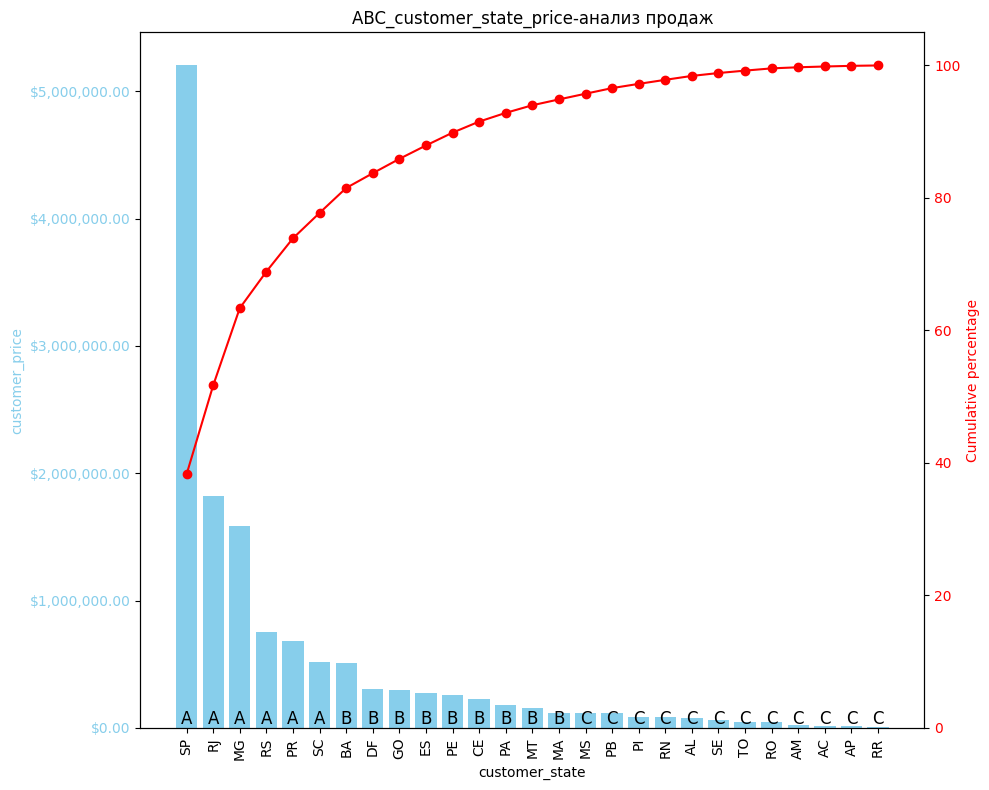 ABC_customer_state_price-анализ продаж
$5,000,000.00
$4,000,000.00
$3,000,000.00
$2,000,000.00
$1,000,000.00
$0.00
customer_price
100
80
60
40
20
0
Cumulative percentage
A A A A A A B B B B B B B B B C C C C C C C C C C C C
SP RJ MG RS PR SC BA DF GO ES PE CE PA MT MA MS PB PI RN AL SE TO RO AM AC AP RR
customer_state